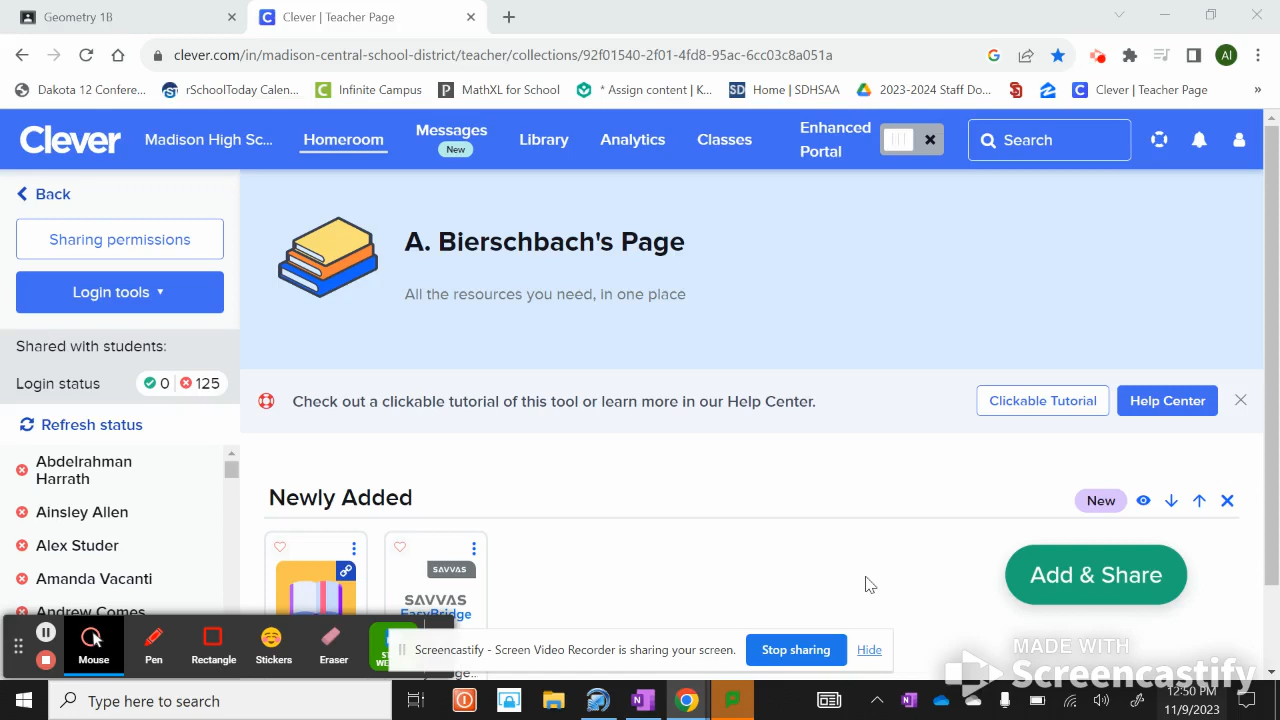 Geometry 1B
Clever | Teacher Page
clever.com/in/madison-central-school-district/teacher/collections/92f01540-2f01-4fd8-95ac-6cc03c8a051a
AI
Dakota 12 Confere...
rSchoolToday Calen...
Infinite Campus
MathXL for School
* Assign content | K...
Home | SDHSAA
2023-2024 Staff Do...
Clever | Teacher Page
»
Clever
Madison High Sc...
Homeroom
Messages
New
Library
Analytics
Classes
Enhanced
Portal
Search
Back
Sharing permissions
Login tools
Shared with students:
Login status
0
125
Refresh status
Abdelrahman
Harrath
Ainsley Allen
Alex Studer
Amanda Vacanti
Andrew Comes
A. Bierschbach's Page
All the resources you need, in one place
Check out a clickable tutorial of this tool or learn more in our Help Center.
Clickable Tutorial
Help Center
Newly Added
New
SAVVAS
SAVVAS
EasyBridge
Add & Share
Mouse
Pen
Rectangle
Stickers
Eraser
Screencastify - Screen Video Recorder is sharing your screen.
Stop sharing
Hide
MADE WITH
Screencastify
Type here to search
12:50 PM
11/9/2023